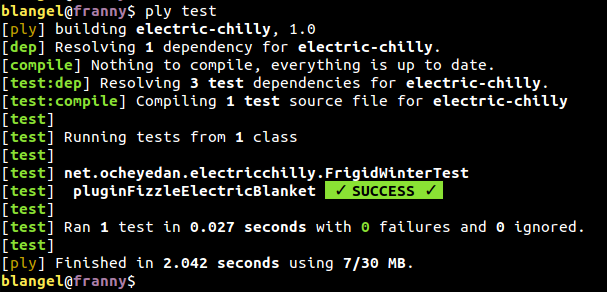 blangel@franny$ ply test
[ply] building electric-chilly, 1.0
[dep] Resolving 1 dependency for electric-chilly.
[compile] Nothing to compile, everything is up to date.
[test:dep] Resolving 3 test dependencies for electric-chilly.
[test:compile] Compiling 1 test source file for electric-chilly
[test]
[test] Running tests from 1 class
[test]
[test] net.ocheyedan.electricchilly.FrigidWinterTest
[test]  pluginFizzleElectricBlanket ✓ SUCCESS ✓
[test]
[test] Ran 1 test in 0.027 seconds with 0 failures and 0 ignored.
[test]
[ply] Finished in 2.042 seconds using 7/30 MB.
blangel@franny$